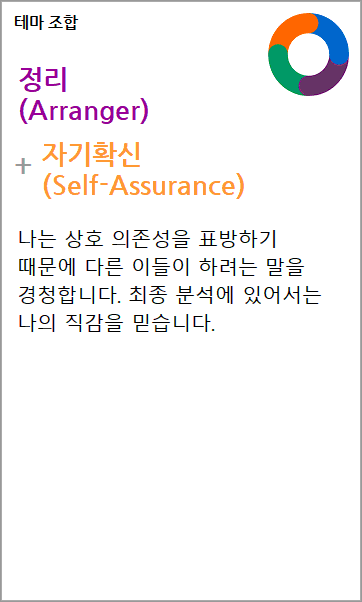 테마 조합
정리
(Arranger)
+ 자기확신
(Self-Assurance)
나는 상호 의존성을 표방하기
때문에 다른 이들이 하려는 말을
경청합니다. 최종 분석에 있어서는
나의 직감을 믿습니다.